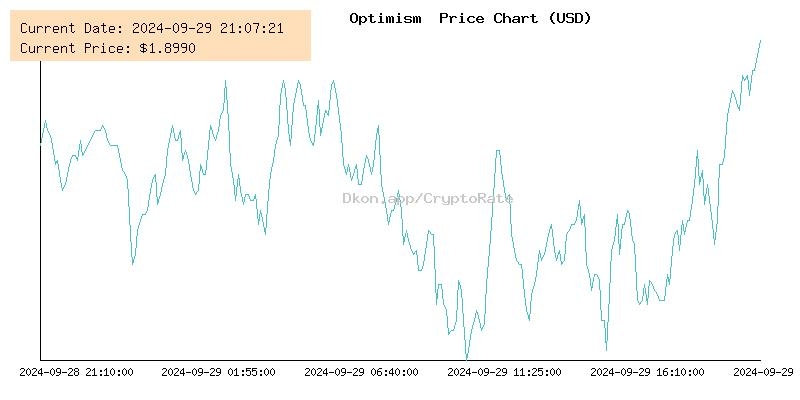 Optimism  Price Chart (USD)
Current Date: 2024-09-29 21:07:21
Current Price: $1.8990
Dkon.app/CryptoRate
2024-09-28 21:10:00 2024-09-29 01:55:00 2024-09-29 06:40:00 2024-09-29 11:25:00 2024-09-29 16:10:00 2024-09-29